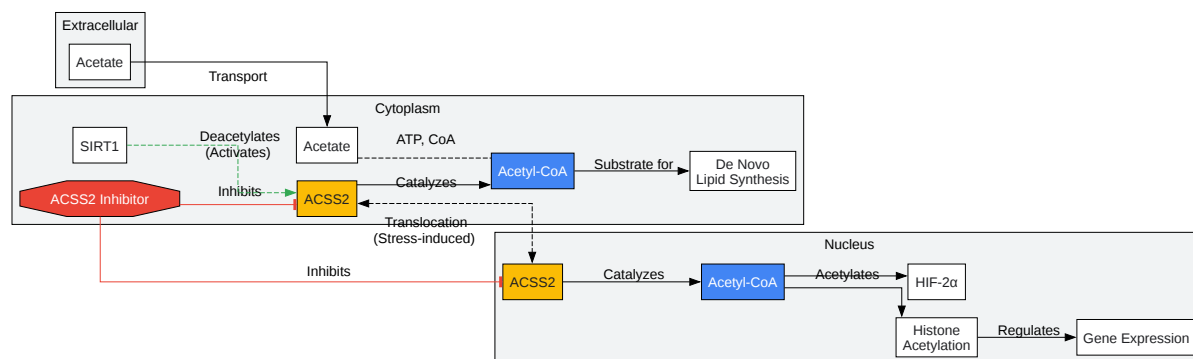 Extracellular
Acetate
Transport
Cytoplasm
SIRT1
Deacetylates
(Activates)
Acetate
ATP, CoA
Acetyl-CoA
Substrate for
De Novo
Lipid Synthesis
ACSS2 Inhibitor
Inhibits
ACSS2
Catalyzes
Translocation
(Stress-induced)
Nucleus
Inhibits
ACSS2
Catalyzes
Acetyl-CoA
Acetylates
HIF-2α
Histone
Acetylation
Regulates
Gene Expression